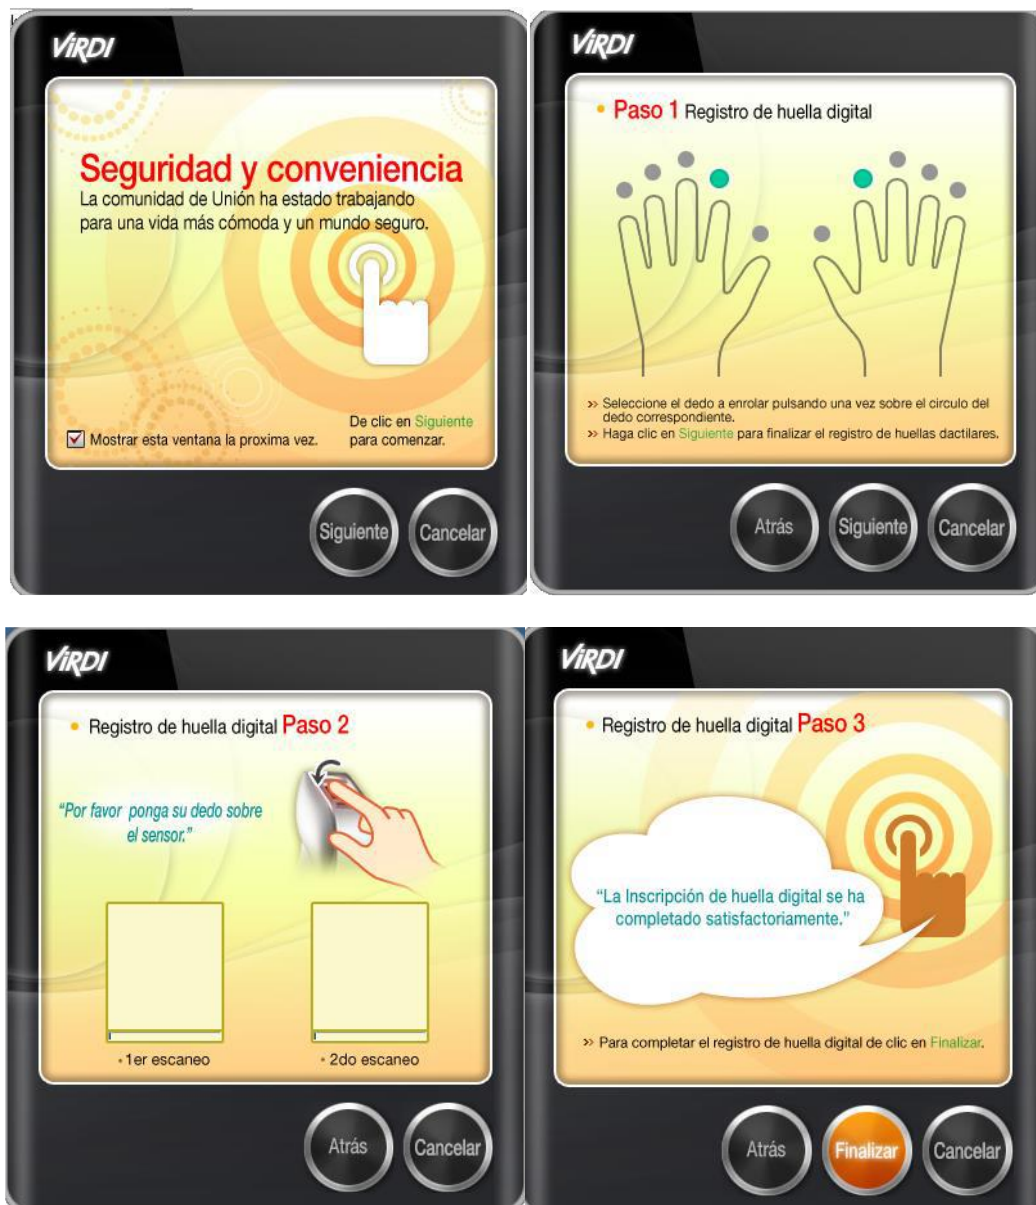 ViRDI
Seguridad y conveniencia
La comunidad de Unión ha estado trabajando
para una vida más cómoda y un mundo seguro.
Mostrar esta ventana la proxima vez.
De clic en Siguiente
para comenzar.
Siguiente
Cancelar
ViRDI
• Paso 1 Registro de huella digital
» Seleccione el dedo a enrolar pulsando una vez sobre el circulo del
dedo correspondiente.
» Haga clic en Siguiente para finalizar el registro de huellas dactilares.
Atrás
Siguiente
Cancelar
ViRDI
• Registro de huella digital Paso 2
“Por favor ponga su dedo sobre
el sensor.”
• 1er escaneo
• 2do escaneo
Atrás
Cancelar
ViRDI
• Registro de huella digital Paso 3
“La Inscripción de huella digital se ha
completado satisfactoriamente.”
» Para completar el registro de huella digital de clic en Finalizar.
Atrás
Finalizar
Cancelar